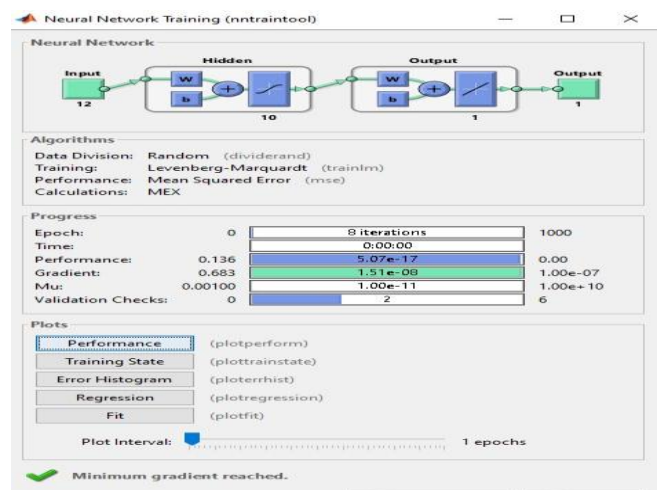 Neural Network Training (nntraintool)
Neural Network
Hidden
Output
Input
W
b
W
b
Output
12
10
1
1
Algorithms
Data Division: Random (dividerand)
Training: Levenberg-Marquardt (trainlm)
Performance: Mean Squared Error (mse)
Calculations: MEX
Progress
Epoch: 0 8 iterations 1000
Time: 0:00:00
Performance: 0.136 5.07e-17 0.00
Gradient: 0.683 1.51e-08 1.00e-07
Mu: 0.00100 1.00e-11 1.00e+10
Validation Checks: 0 2 6
Plots
Performance (plotperform)
Training State (plottrainstate)
Error Histogram (ploterrhist)
Regression (plotregression)
Fit (plotfit)
Plot Interval: 1 epochs
Minimum gradient reached.